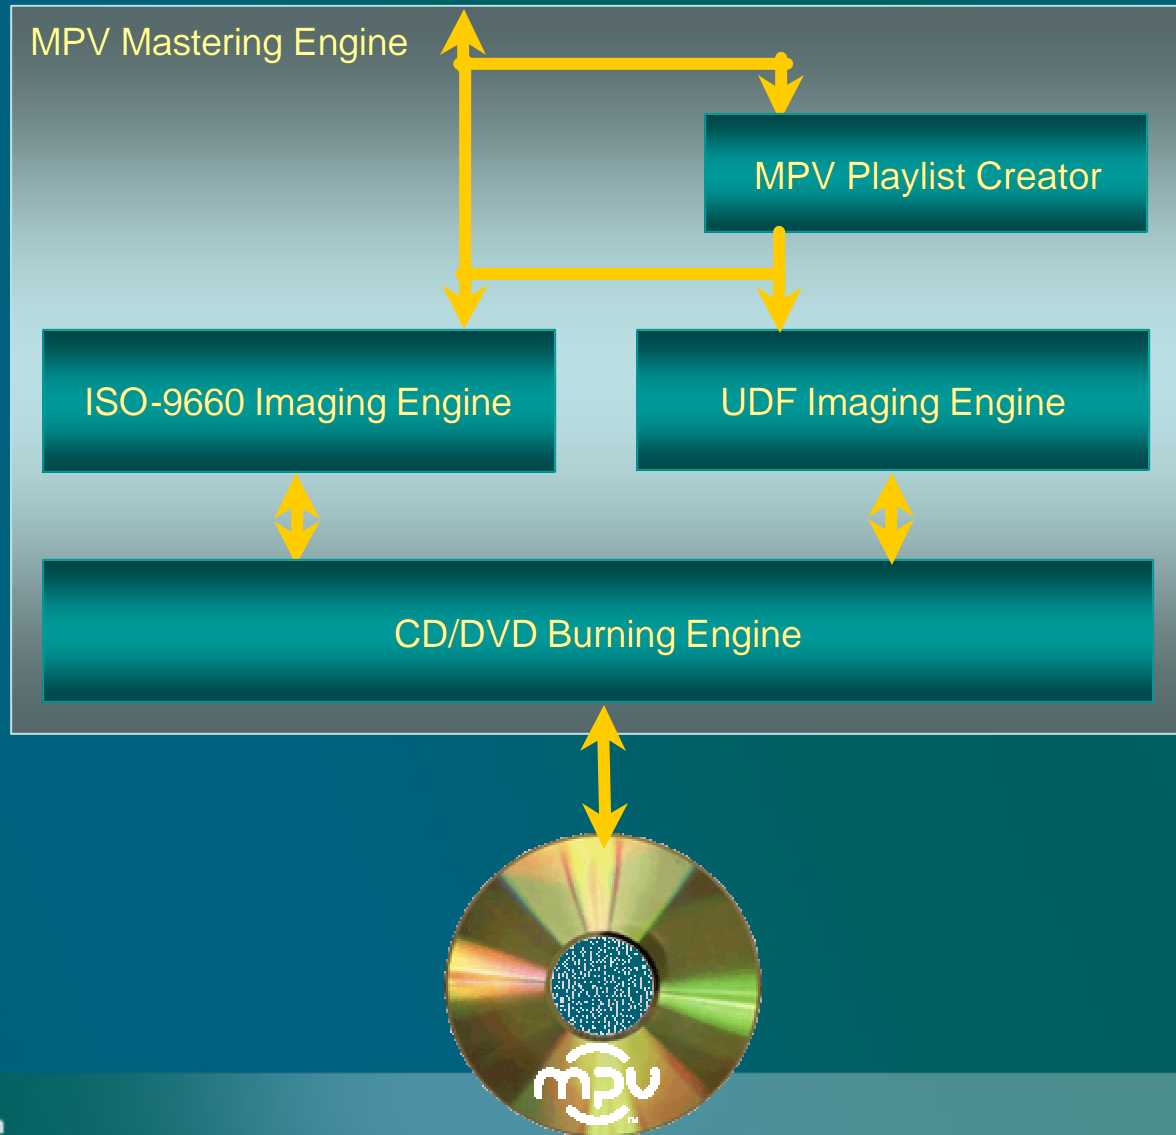 MPV Mastering Engine
MPV Playlist Creator
ISO-9660 Imaging Engine
UDF Imaging Engine
CD/DVD Burning Engine
mpv